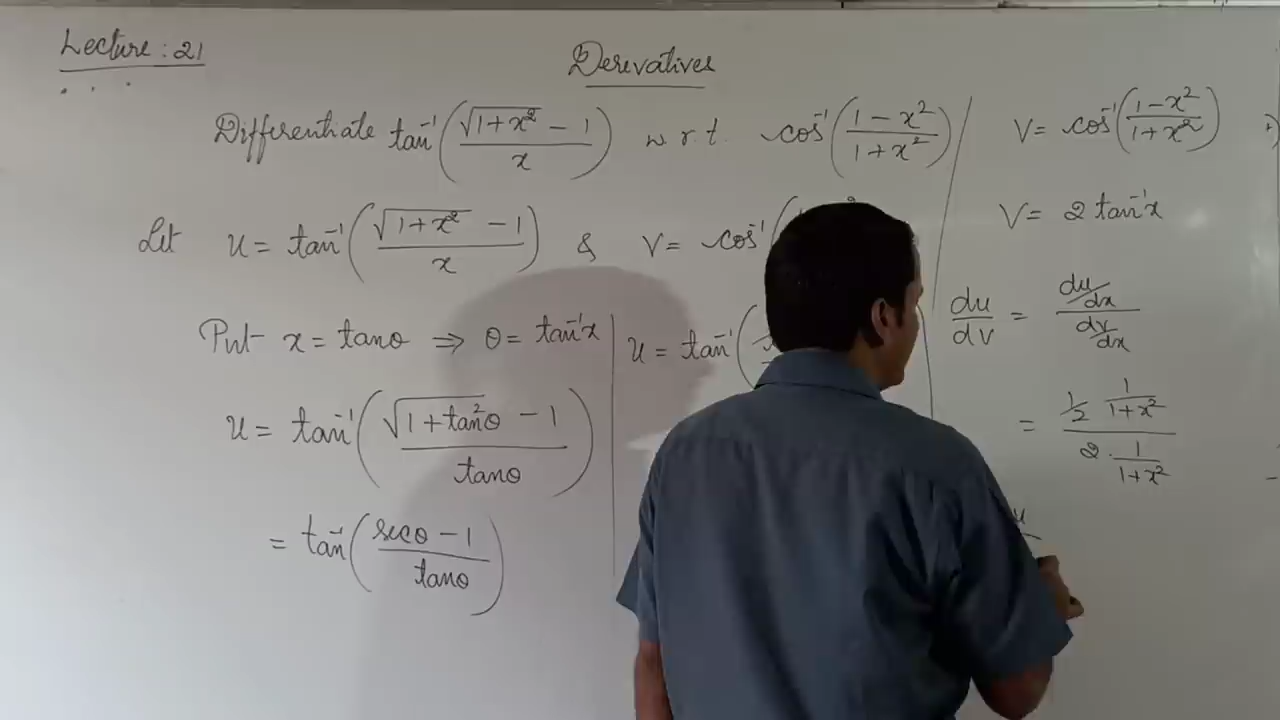 Lecture : 21
Derevatives
Differentiate tan⁻¹(√(1+x²) − 1 / x) w.r.t. cos⁻¹(1 − x² / 1 + x²)
Let u = tan⁻¹(√(1+x²) − 1 / x) & v = cos⁻¹(
Put x = tanθ ⇒ θ = tan⁻¹x
u = tan⁻¹(√(1+tan²θ) − 1 / tanθ)
= tan⁻¹(secθ − 1 / tanθ)
u = tan⁻¹(
v = cos⁻¹(1 − x² / 1 + x²)
v = 2 tan⁻¹x
du/dv = (du/dx) / (dv/dx)
= (1/2 · 1/(1+x²)) / (2 · 1/(1+x²))